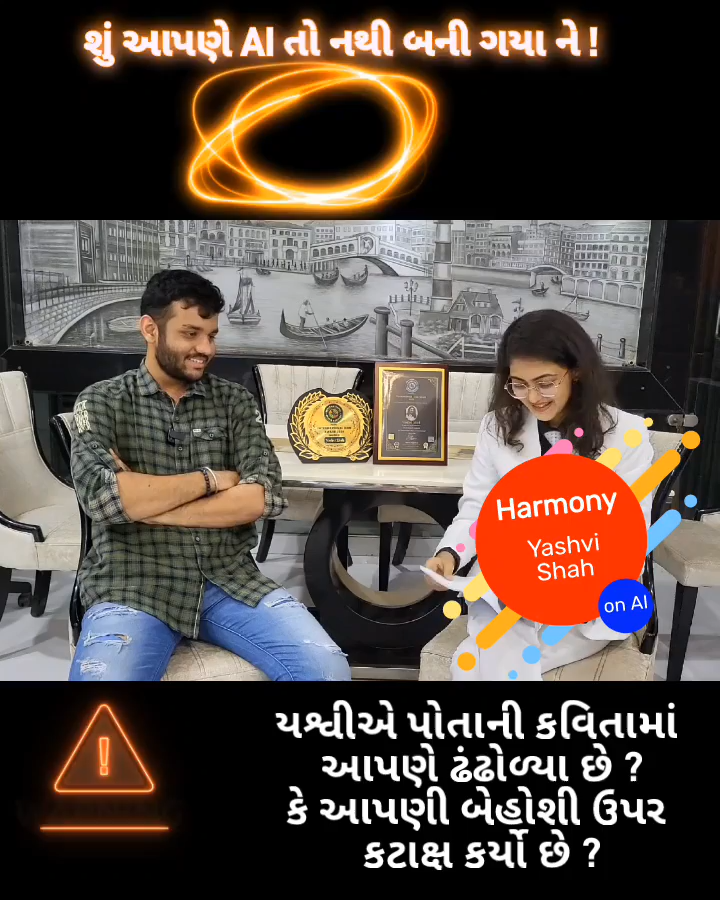 શું આપણે AI તો નથી બની ગયા ને !
Harmony
Yashvi
Shah
on AI
!
યશ્વીએ પોતાની કવિતામાં
આપણે ઢંઢોળ્યા છે ?
કે આપણી બેહોશી ઉપર
કટાક્ષ કર્યો છે ?